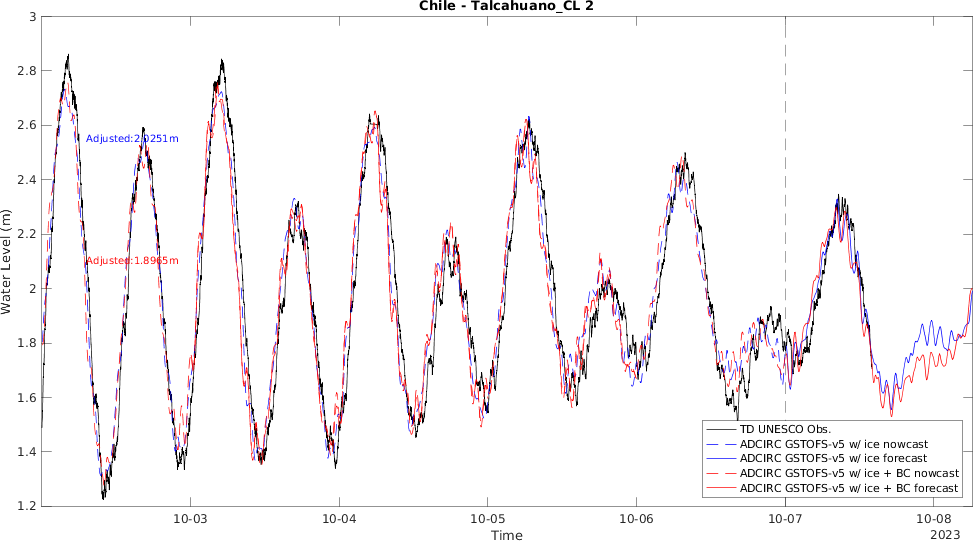 Chile - Talcahuano_CL 2
3
2.8
2.6
2.4
2.2
2
1.8
1.6
1.4
1.2
Water Level (m)
Adjusted:2.0251m
Adjusted:1.8965m
TD UNESCO Obs.
ADCIRC GSTOFS-v5 w/ ice nowcast
ADCIRC GSTOFS-v5 w/ ice forecast
ADCIRC GSTOFS-v5 w/ ice + BC nowcast
ADCIRC GSTOFS-v5 w/ ice + BC forecast
10-03 10-04 10-05 10-06 10-07 10-08
Time
2023